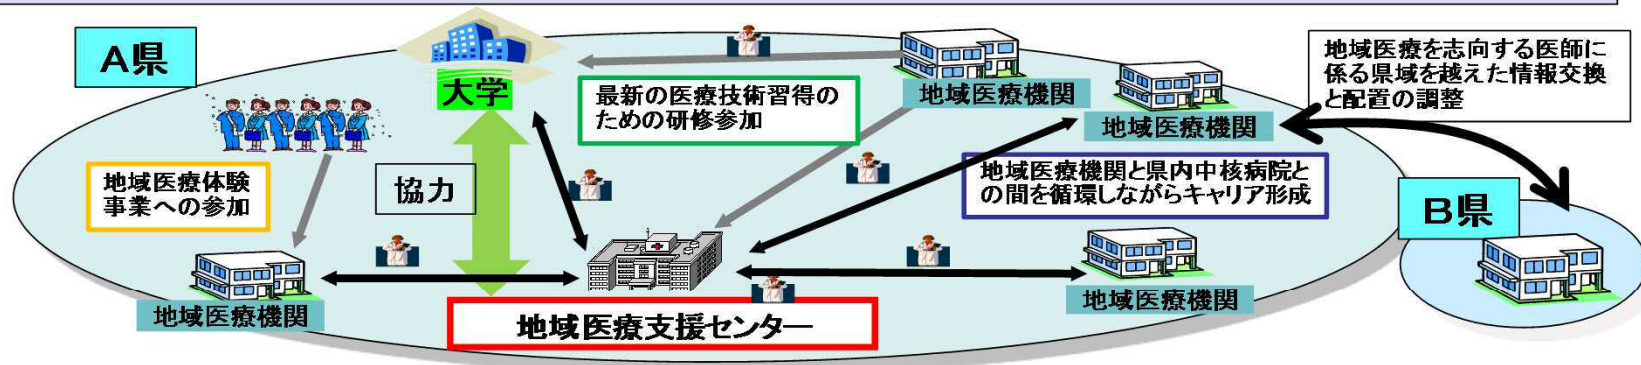 A県
大学
最新の医療技術習得の
ための研修参加
地域医療機関
地域医療機関
地域医療を志向する医師に
係る県域を越えた情報交換
と配置の調整
地域医療体験
事業への参加
協力
地域医療機関と県内中核病院と
の間を循環しながらキャリア形成
B県
地域医療機関
地域医療機関
地域医療支援センター